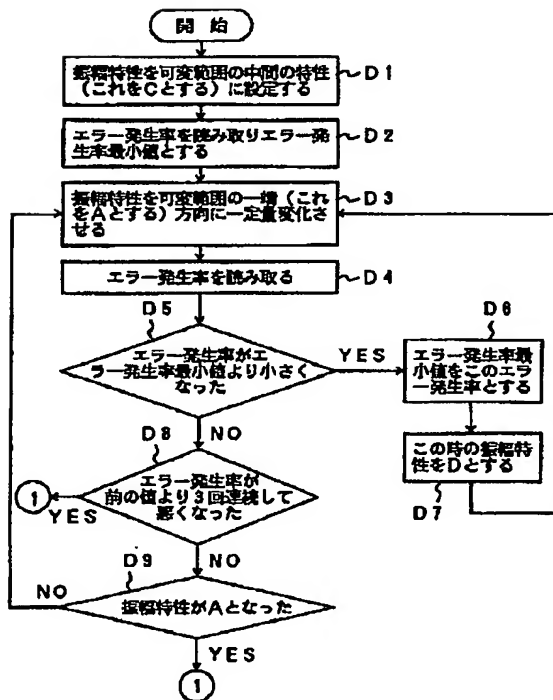 開始
振幅特性を可変範囲の中間の特性
(これをCとする)に設定する
D1
エラー発生率を読み取りエラー発
生率最小値とする
D2
振幅特性を可変範囲の一端(これ
をAとする)方向に一定量変化さ
せる
D3
エラー発生率を読み取る
D4
D5
エラー発生率がエ
ラー発生率最小値より小さく
なった
YES
D6
エラー発生率最
小値をこのエラ
ー発生率とする
NO
この時の振幅特
性をDとする
D7
D8
エラー発生率が
前の値より3回連続して
悪くなった
1
YES
NO
D9
NO
振幅特性がAとなった
YES
1